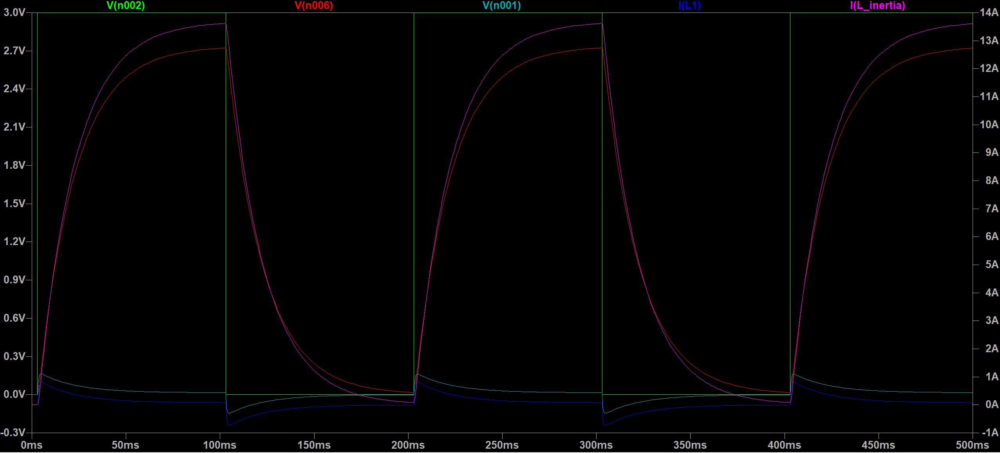 V(n002) V(n006) V(n001) I(L1) I(L_inertia)
3.0V 14A
13A
2.7V
12A
2.4V
11A
2.1V
10A
9A
1.8V
8A
1.5V
7A
1.2V
6A
5A
0.9V
4A
0.6V
3A
2A
0.3V
1A
0.0V
0A
-0.3V -1A
0ms 50ms 100ms 150ms 200ms 250ms 300ms 350ms 400ms 450ms 500ms